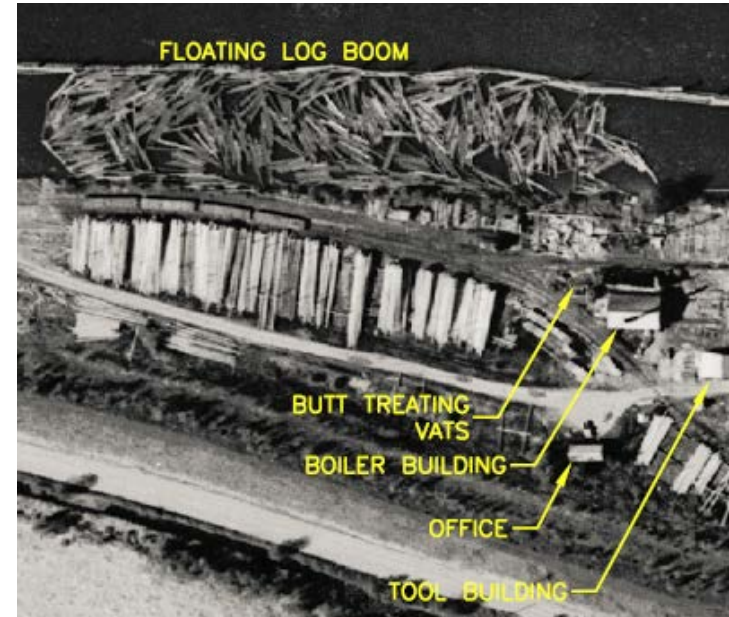 FLOATING LOG BOOM
BUTT TREATING
VATS
BOILER BUILDING
OFFICE
TOOL BUILDING